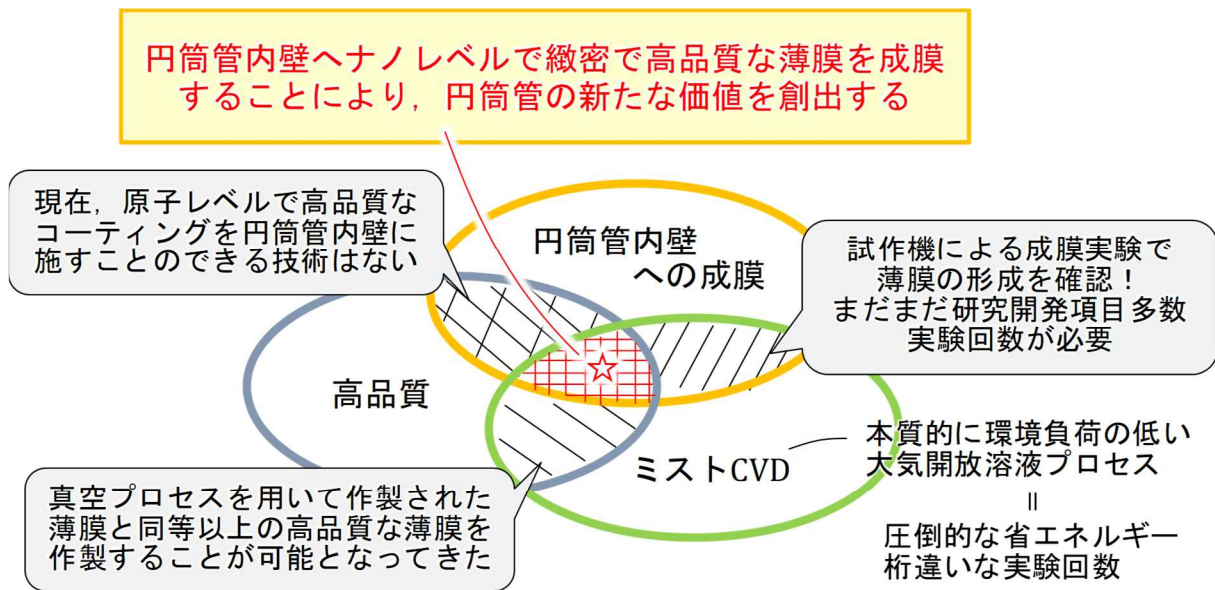 円筒管内壁へナノレベルで緻密で高品質な薄膜を成膜
することにより，円筒管の新たな価値を創出する
現在，原子レベルで高品質な
コーティングを円筒管内壁に
施すことのできる技術はない
円筒管内壁
への成膜
試作機による成膜実験で
薄膜の形成を確認！
まだまだ研究開発項目多数
実験回数が必要
高品質
ミストCVD
本質的に環境負荷の低い
大気開放溶液プロセス
＝
圧倒的な省エネルギー
桁違いな実験回数
真空プロセスを用いて作製された
薄膜と同等以上の高品質な薄膜を
作製することが可能となってきた